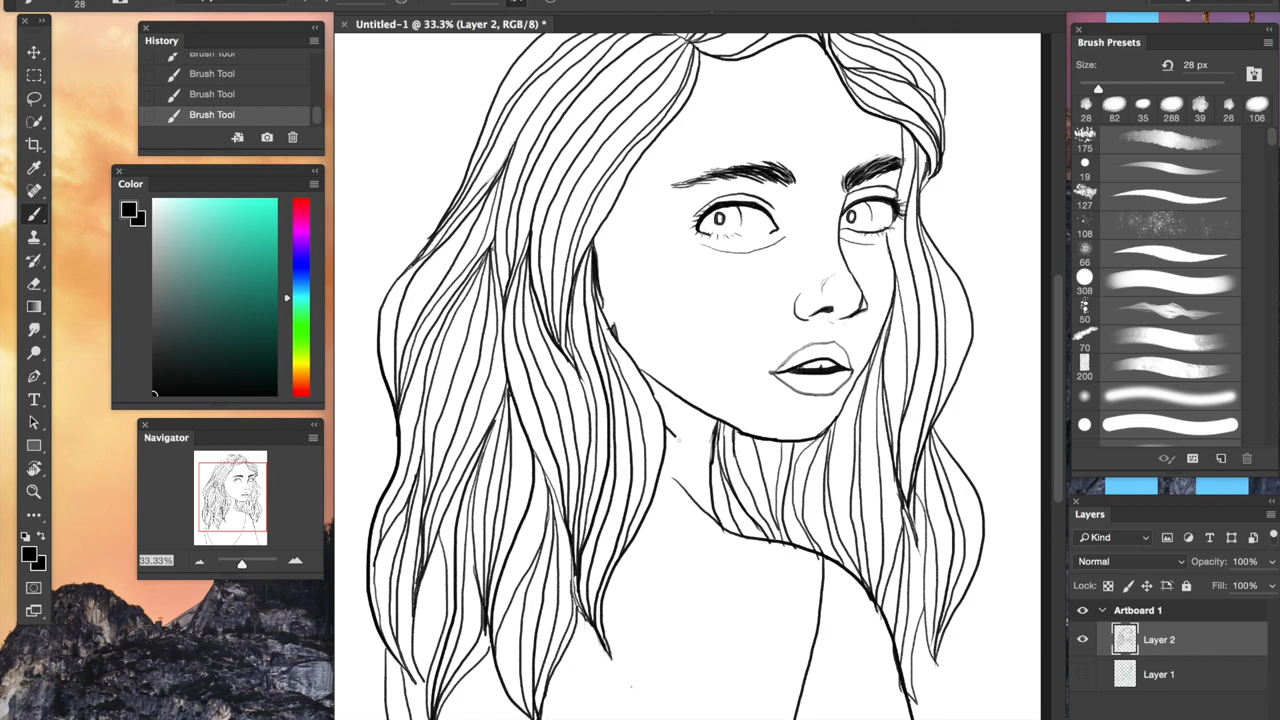 28
Untitled-1 @ 33.3% (Layer 2, RGB/8) *
History
Brush Tool
Brush Tool
Brush Tool
Brush Tool
Color
Navigator
33.33%
Brush Presets
Size:
28 px
28 82 35 288 39 26 106
175
19
127
108
66
308
50
70
200
Layers
Kind
Normal
Opacity: 100%
Lock:
Fill: 100%
Artboard 1
Layer 2
Layer 1